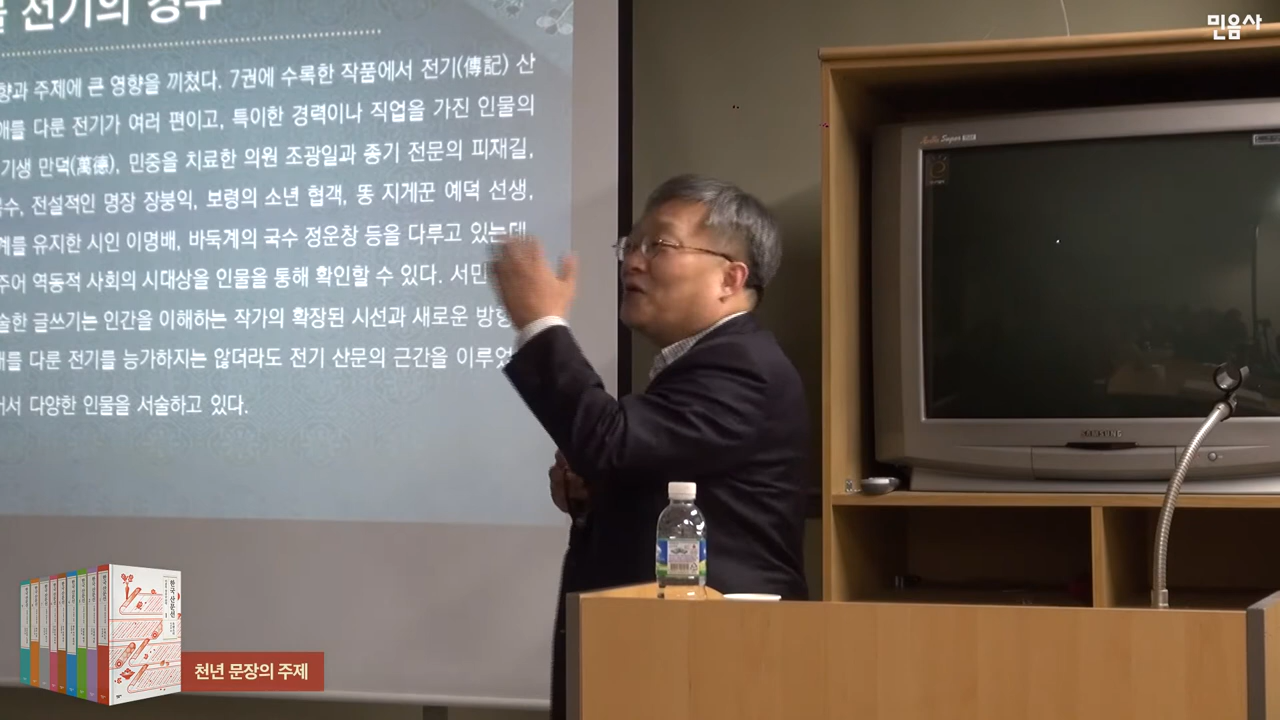 전기의 경우
민음사
향과 주제에 큰 영향을 끼쳤다. 7권에 수록한 작품에서 전기(傳記) 산
애를 다룬 전기가 여러 편이고, 특이한 경력이나 직업을 가진 인물의
기생 만덕(萬德), 민중을 치료한 의원 조광일과 종기 전문의 피재길,
수, 전설적인 명장 장붕익, 보령의 소년 협객, 똥 지게꾼 예덕 선생,
계를 유지한 시인 이명배, 바둑계의 국수 정운창 등을 다루고 있는데,
주어 역동적 사회의 시대상을 인물을 통해 확인할 수 있다. 서민
술한 글쓰기는 인간을 이해하는 작가의 확장된 시선과 새로운 방향
애를 다룬 전기를 능가하지는 않더라도 전기 산문의 근간을 이루었
서 다양한 인물을 서술하고 있다.
SAMSUNG
한국 산문선
천년 문장의 주제